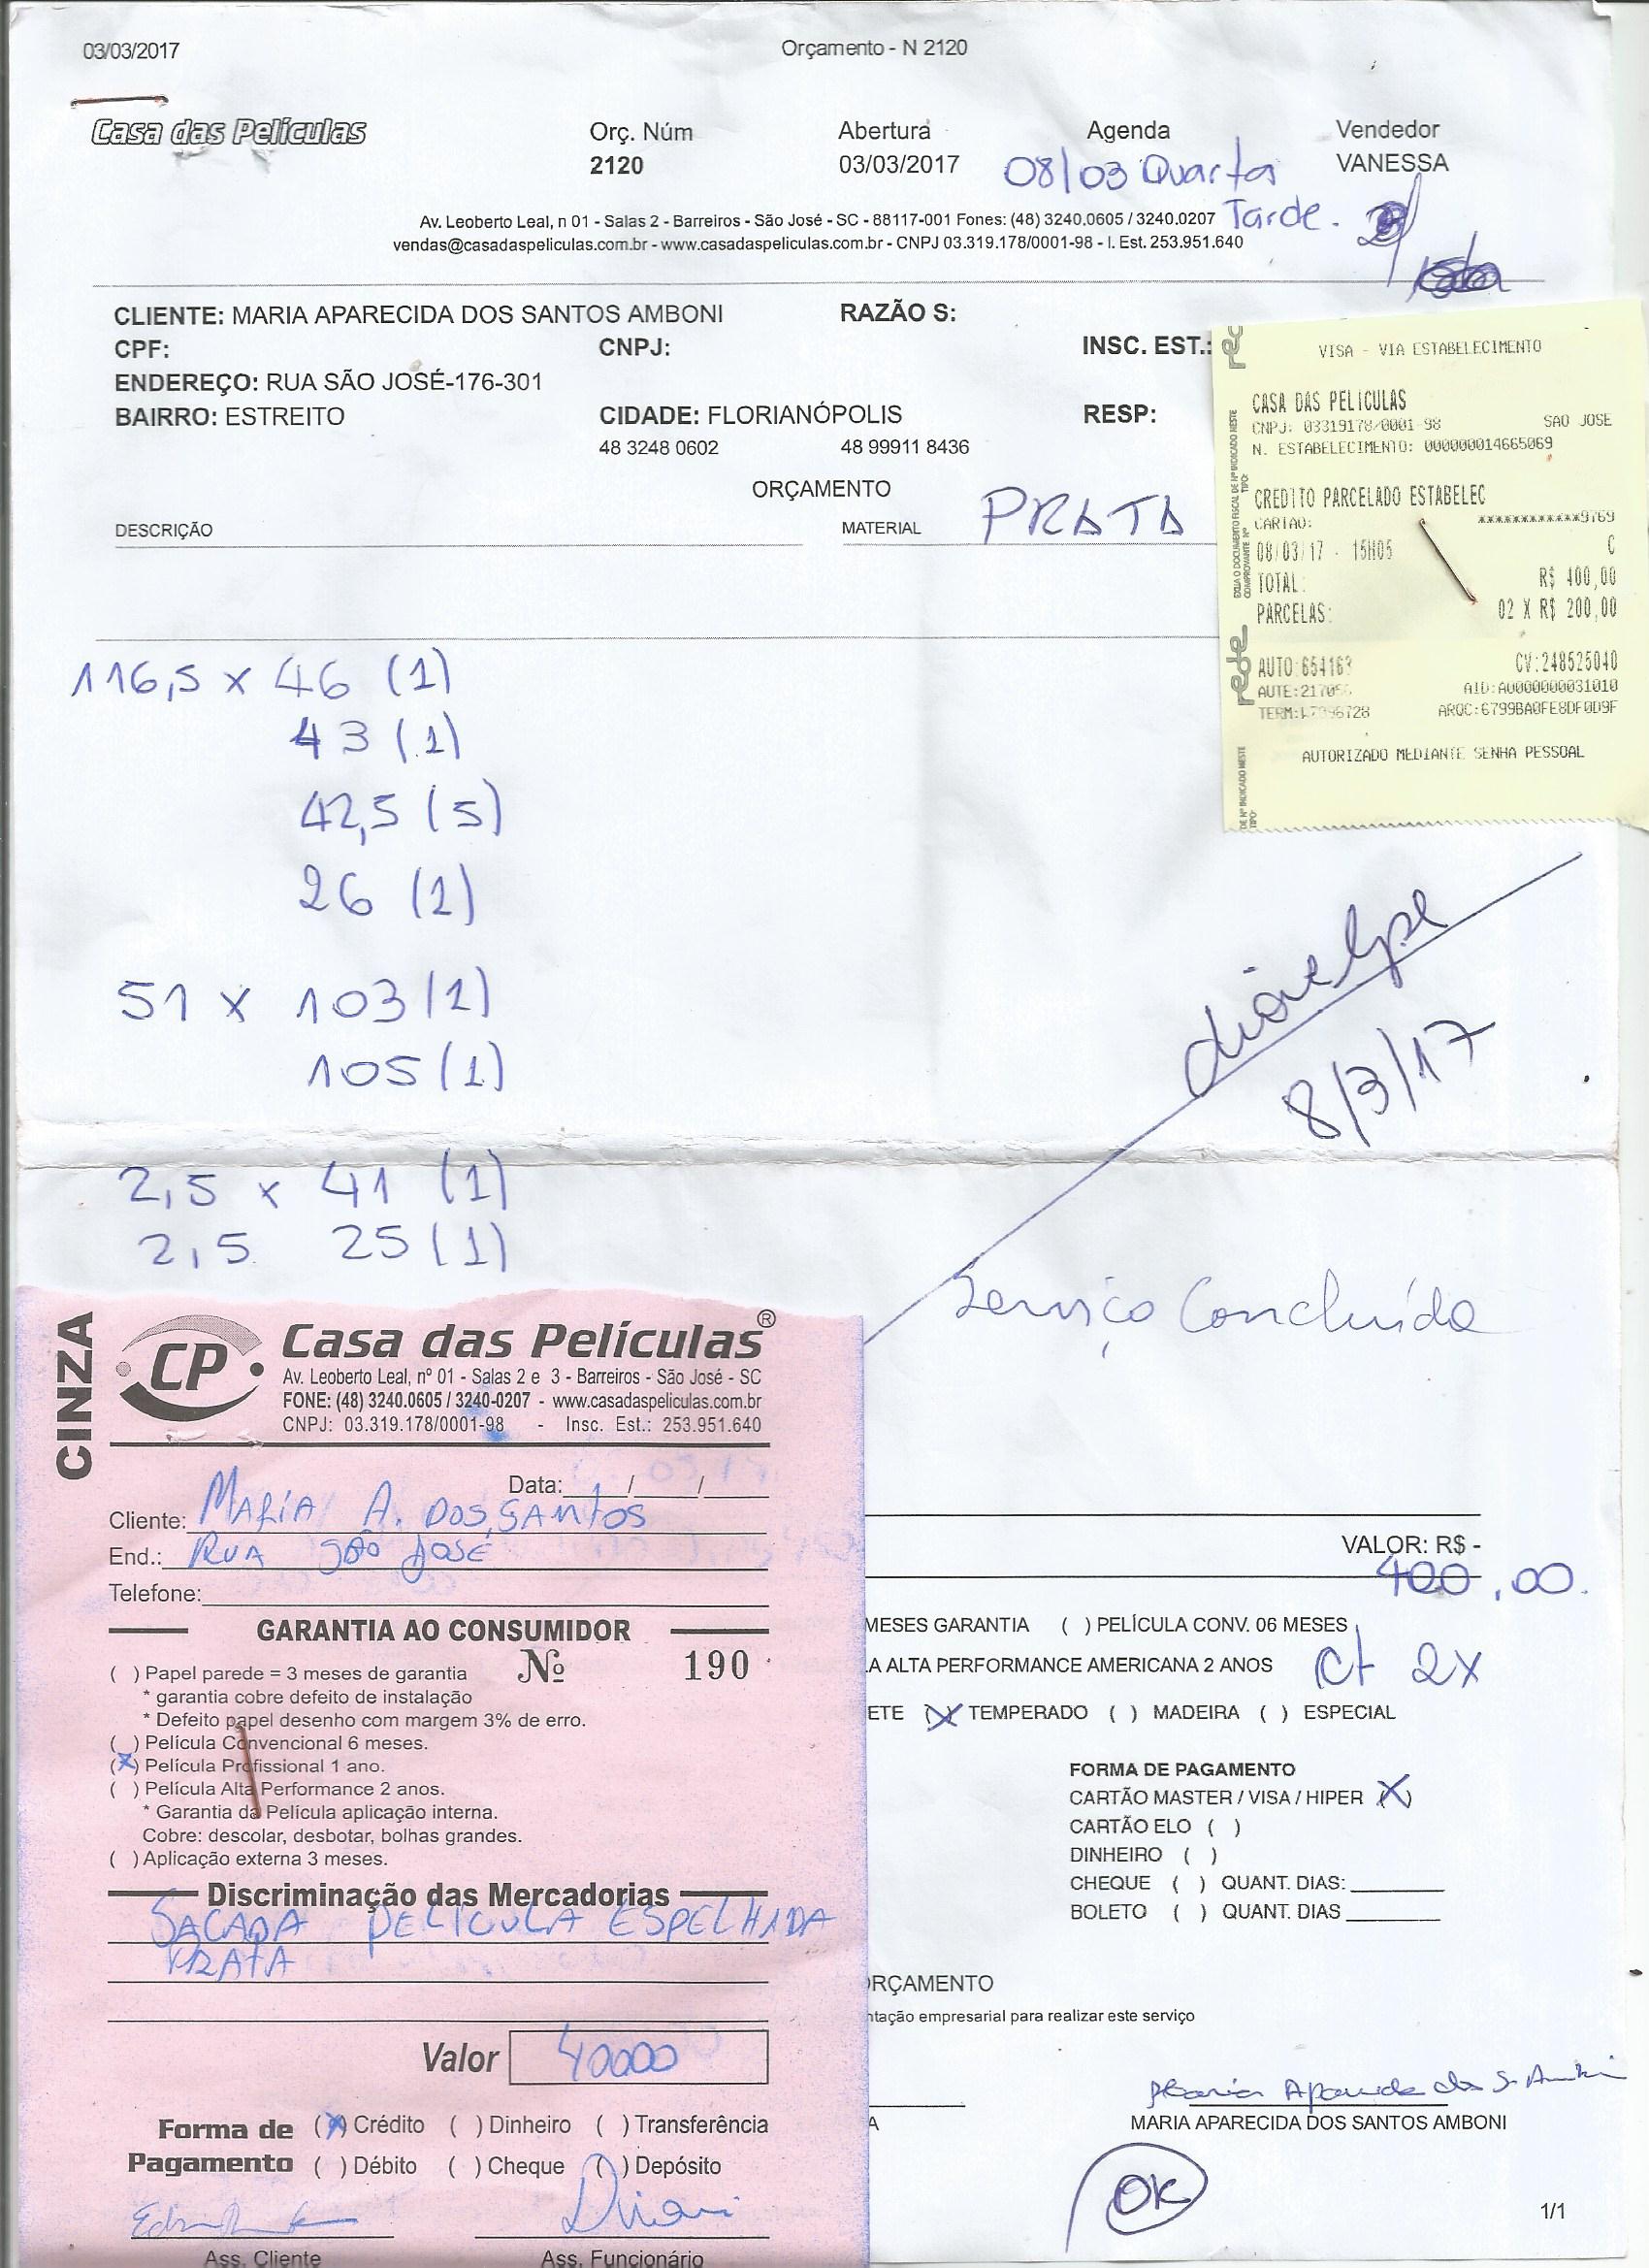 03/03/2017 Orçamento - N 2120
Casa das Películas Orç. Núm Abertura Agenda Vendedor
2120 03/03/2017 08/03 Quarta VANESSA
Tarde.
Av. Leoberto Leal, n 01 - Salas 2 - Barreiros - São José - SC - 88117-001 Fones: (48) 3240.0605 / 3240.0207
vendas@casadaspeliculas.com.br - www.casadaspeliculas.com.br - CNPJ 03.319.178/0001-98 - I. Est. 253.951.640
CLIENTE: MARIA APARECIDA DOS SANTOS AMBONI RAZÃO S:
CPF: CNPJ: INSC. EST.:
ENDEREÇO: RUA SÃO JOSÉ-176-301
BAIRRO: ESTREITO CIDADE: FLORIANÓPOLIS RESP:
48 3248 0602 48 99911 8436
ORÇAMENTO
DESCRIÇÃO MATERIAL PRATA
rede
VISA - VIA ESTABELECIMENTO
CASA DAS PELICULAS
CNPJ: 03319178/0001-98 SAO JOSE
N. ESTABELECIMENTO: 000000014665069
CREDITO PARCELADO ESTABELEC
CARTAO: ************9769
08/03/17 - 15H05 C
TOTAL: R$ 400,00
PARCELAS: 02 X R$ 200,00
CV:248525040
AID:A0000000031010
ARQC:6799BA0FE8DF0D9F
AUTORIZADO MEDIANTE SENHA PESSOAL
116,5 x 46 (1)
43 (1)
42,5 (5)
26 (1)
51 x 103 (1)
105 (1)
2,5 x 41 (1)
2,5 25 (1)
8/3/17
Serviço Concluído
CINZA
CP Casa das Películas®
Av. Leoberto Leal, nº 01 - Salas 2 e 3 - Barreiros - São José - SC
FONE: (48) 3240.0605 / 3240-0207 - www.casadaspeliculas.com.br
CNPJ: 03.319.178/0001-98 - Insc. Est.: 253.951.640
Data: / /
Cliente: MARIA A. DOS SANTOS
End.: RUA SÃO JOSÉ
Telefone:
GARANTIA AO CONSUMIDOR
Nº 190
( ) Papel parede = 3 meses de garantia
* garantia cobre defeito de instalação
* Defeito papel desenho com margem 3% de erro.
( ) Película Convencional 6 meses.
(X) Película Profissional 1 ano.
( ) Película Alta Performance 2 anos.
* Garantia da Película aplicação interna.
Cobre: descolar, desbotar, bolhas grandes.
( ) Aplicação externa 3 meses.
Discriminação das Mercadorias
SACADA PELICULA ESPELHADA
PRATA
Valor 40000
Forma de (X) Crédito ( ) Dinheiro ( ) Transferência
Pagamento ( ) Débito ( ) Cheque ( ) Depósito
Ass. Cliente Ass. Funcionário
VALOR: R$ -
400,00.
MESES GARANTIA ( ) PELÍCULA CONV. 06 MESES
A ALTA PERFORMANCE AMERICANA 2 ANOS Ct 2x
ETE (X) TEMPERADO ( ) MADEIRA ( ) ESPECIAL
FORMA DE PAGAMENTO
CARTÃO MASTER / VISA / HIPER (X)
CARTÃO ELO ( )
DINHEIRO ( )
CHEQUE ( ) QUANT. DIAS:
BOLETO ( ) QUANT. DIAS
ORÇAMENTO
ntação empresarial para realizar este serviço
Maria Aparecida dos S. Amboni
A MARIA APARECIDA DOS SANTOS AMBONI
OK
1/1